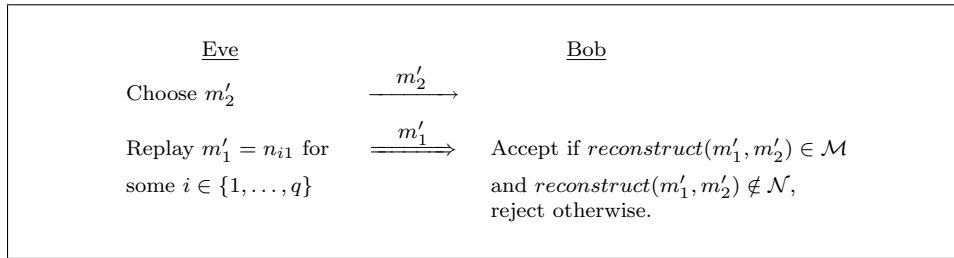 Eve Bob
Choose m′₂ m′₂
Replay m′₁ = nᵢ₁ for m′₁ Accept if reconstruct(m′₁, m′₂) ∈ ℳ
some i ∈ {1, . . . , q} and reconstruct(m′₁, m′₂) ∉ 𝒩,
reject otherwise.